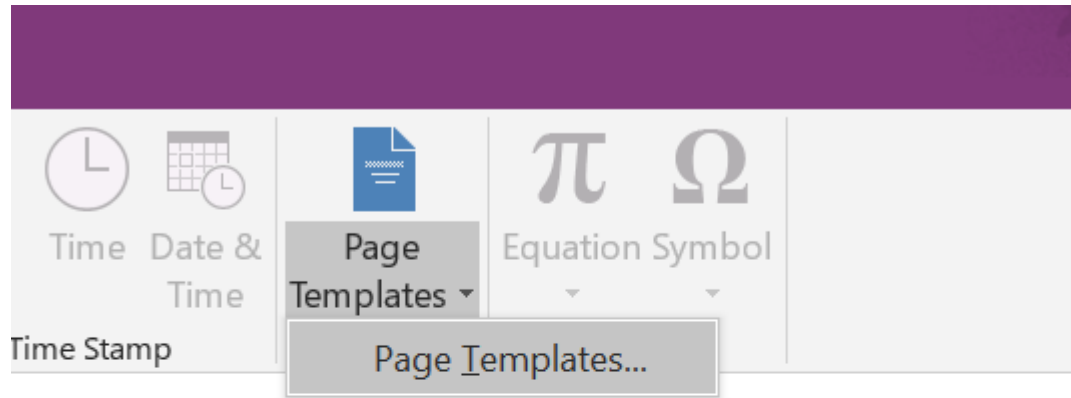 Time
Date &
Time
Page
Templates
π
Equation
Ω
Symbol
Time Stamp
Page Templates...